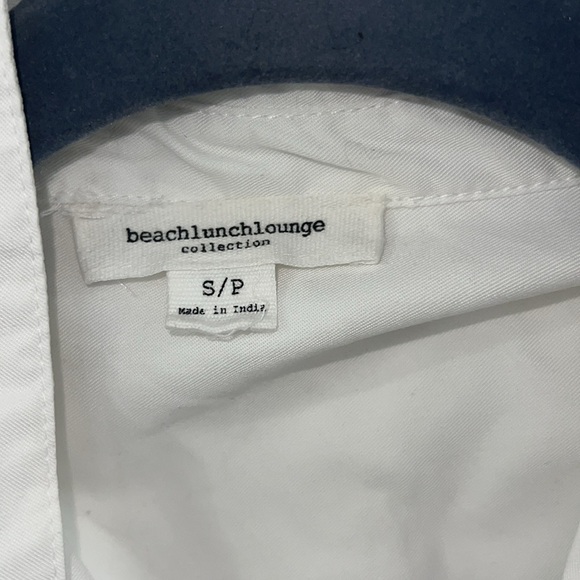 beachlunchlounge
collection
S/P
Made in India